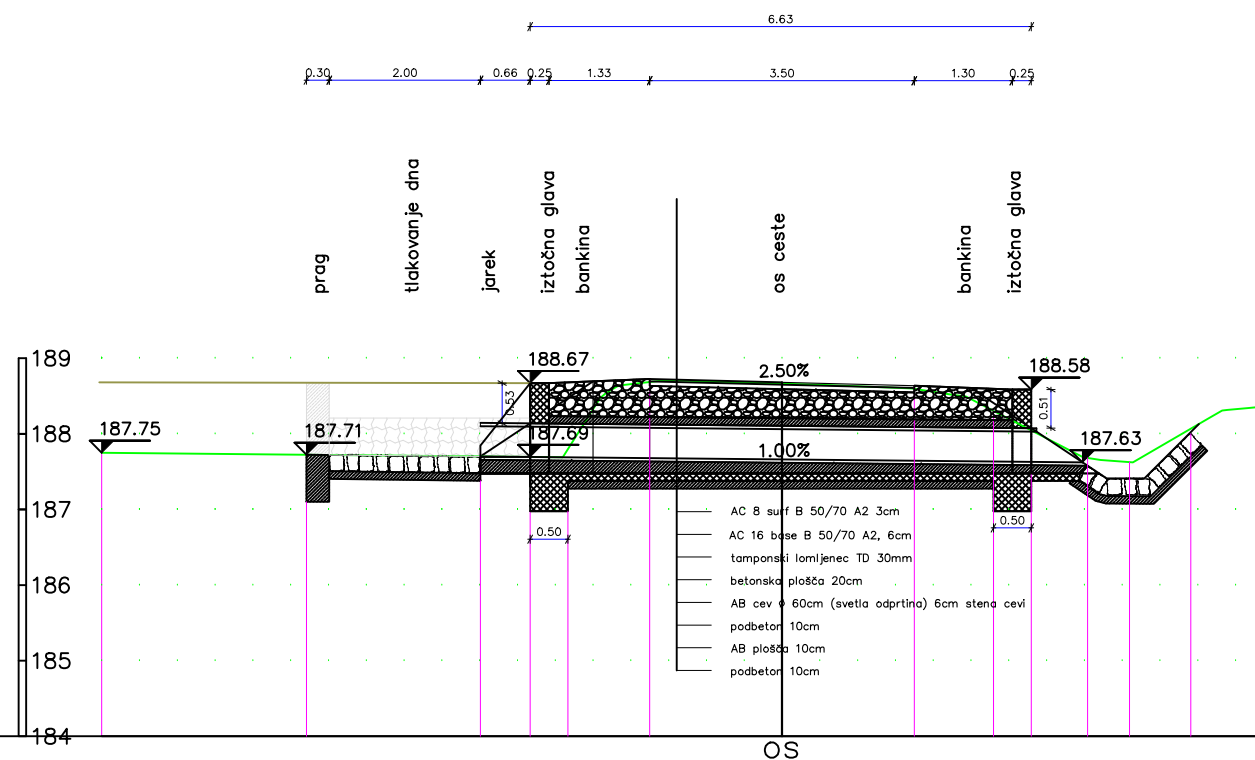 6.63
0.30 2.00 0.66 0.25 1.33 3.50 1.30 0.25
prag
tlakovanje dna
jarek
iztočna glava
bankina
os ceste
bankina
iztočna glava
189
188.67
2.50%
188.58
0.53
0.51
188
187.75
187.71
187.69
1.00%
187.63
187
0.50
0.50
AC 8 surf B 50/70 A2 3cm
AC 16 base B 50/70 A2, 6cm
tamponski lomljenec TD 30mm
186
betonska plošča 20cm
AB cev Ø 60cm (svetla odprtina) 6cm stena cevi
podbeton 10cm
AB plošča 10cm
185
podbeton 10cm
184
OS